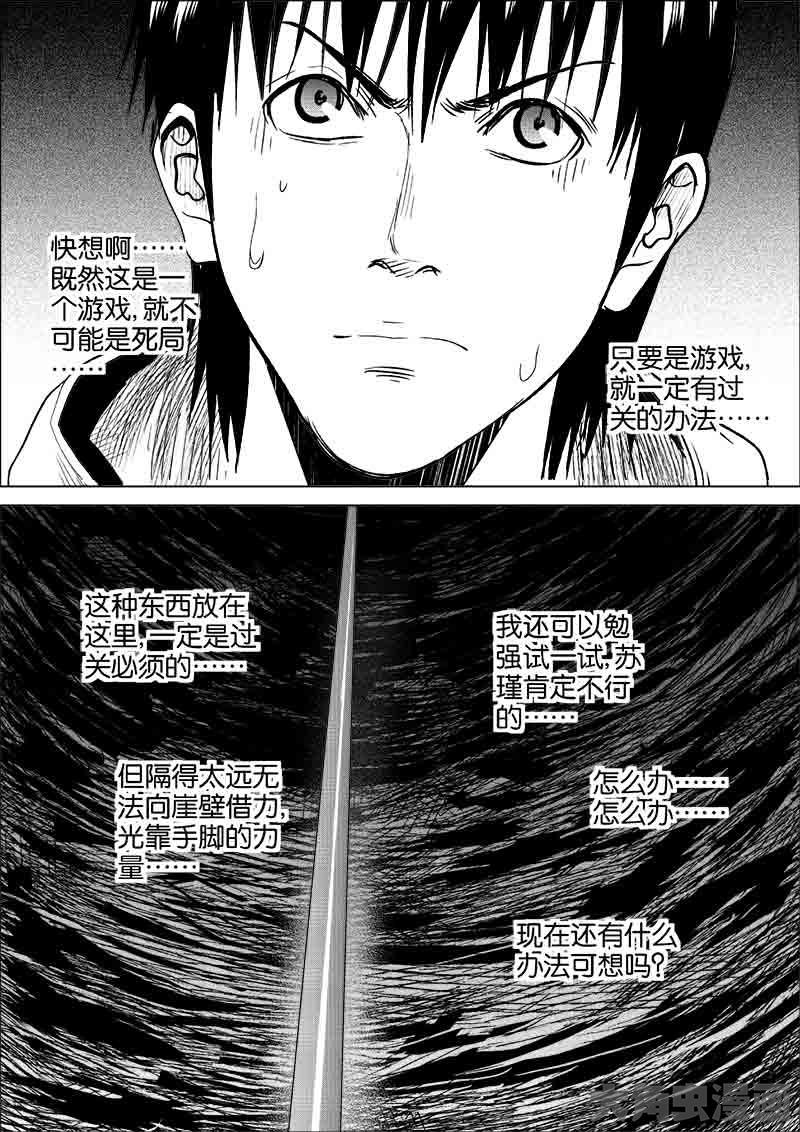 快想啊……
既然这是一
个游戏,就不
可能是死局
……
只要是游戏,
就一定有过
关的办法……
这种东西放在
这里,一定是过
关必须的……
但隔得太远无
法向崖壁借力,
光靠手脚的力
量……
我还可以勉
强试一试,苏
瑾肯定不行
的……
怎么办……
怎么办……
现在还有什么
办法可想吗?
大角虫漫画